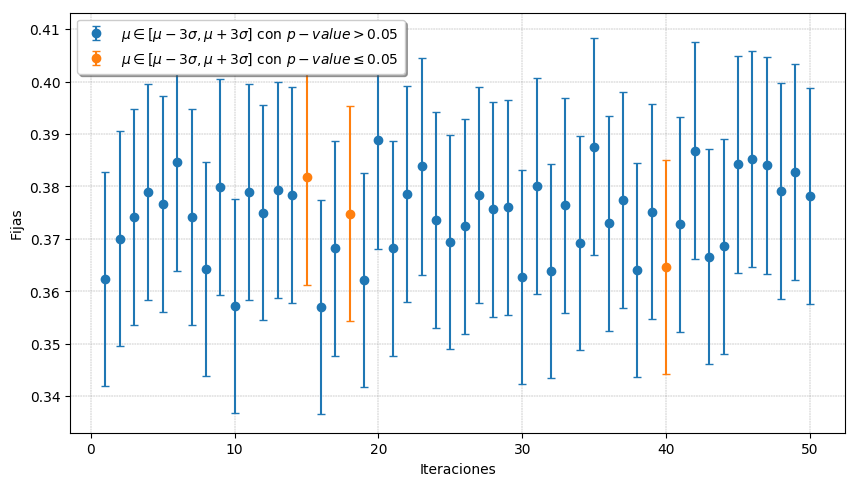 μ ∈ [μ − 3σ, μ + 3σ] con p − value > 0.05
μ ∈ [μ − 3σ, μ + 3σ] con p − value ≤ 0.05
Fijas
0.41
0.40
0.39
0.38
0.37
0.36
0.35
0.34
0 10 20 30 40 50
Iteraciones